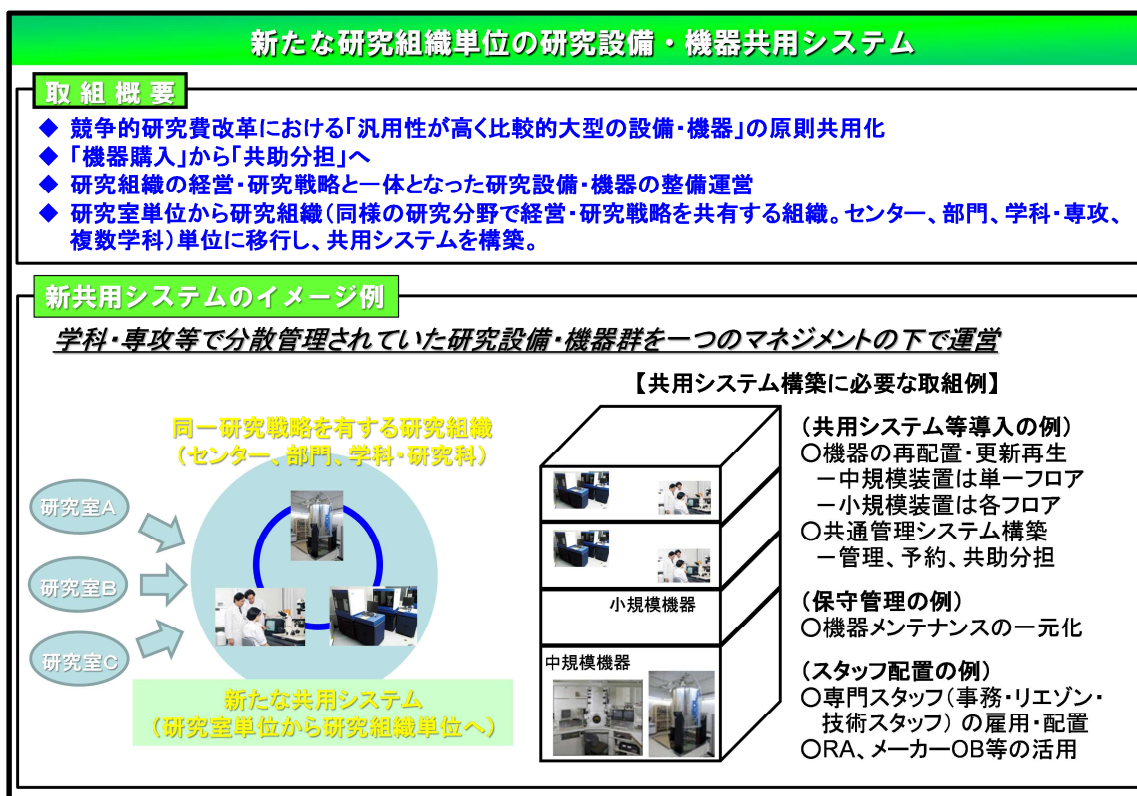 新たな研究組織単位の研究設備・機器共用システム
取組概要
◆ 競争的研究費改革における「汎用性が高く比較的大型の設備・機器」の原則共用化
◆ 「機器購入」から「共助分担」へ
◆ 研究組織の経営・研究戦略と一体となった研究設備・機器の整備運営
◆ 研究室単位から研究組織(同様の研究分野で経営・研究戦略を共有する組織。センター、部門、学科・専攻、
複数学科)単位に移行し、共用システムを構築。
新共用システムのイメージ例
学科・専攻等で分散管理されていた研究設備・機器群を一つのマネジメントの下で運営
同一研究戦略を有する研究組織
(センター、部門、学科・研究科)
研究室A
研究室B
研究室C
新たな共用システム
(研究室単位から研究組織単位へ)
【共用システム構築に必要な取組例】
小規模機器
中規模機器
(共用システム等導入の例)
○機器の再配置・更新再生
-中規模装置は単一フロア
-小規模装置は各フロア
○共通管理システム構築
-管理、予約、共助分担
(保守管理の例)
○機器メンテナンスの一元化
(スタッフ配置の例)
○専門スタッフ(事務・リエゾン・
技術スタッフ) の雇用・配置
○RA、メーカーOB等の活用